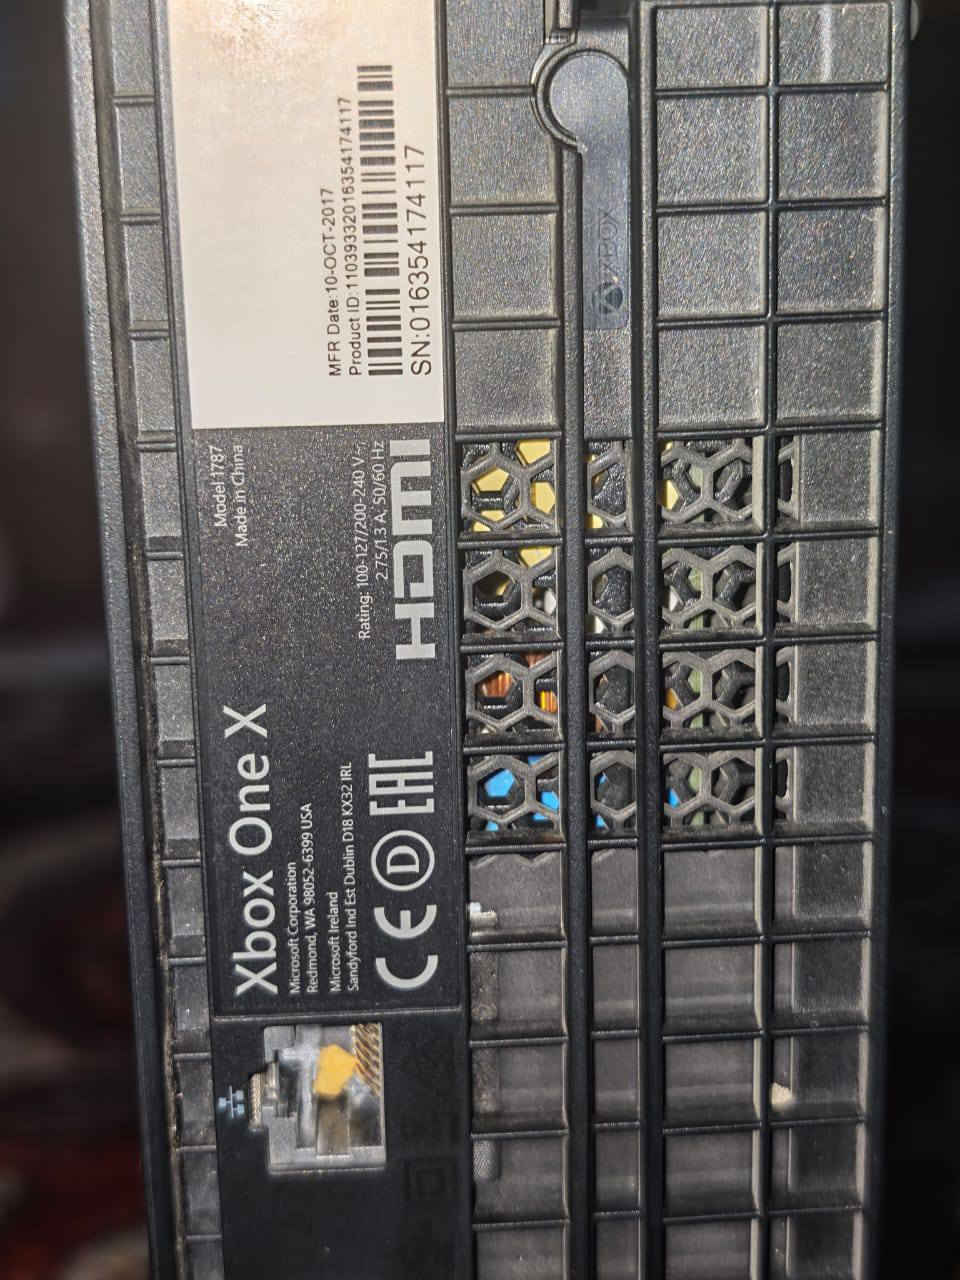 MFR Date:10-OCT-2017
Product ID:1103933201635417​4117
SN:016354174117
Model 1787
Made in China
Rating: 100-127/200-240 V~,
2.75/1.3 A, 50/60 Hz
HDMI
Xbox One X
Microsoft Corporation
Redmond, WA 98052-6399 USA
Microsoft Ireland
Sandyford Ind Est Dublin D18 KX32 IRL
CE D EAC
XBOX